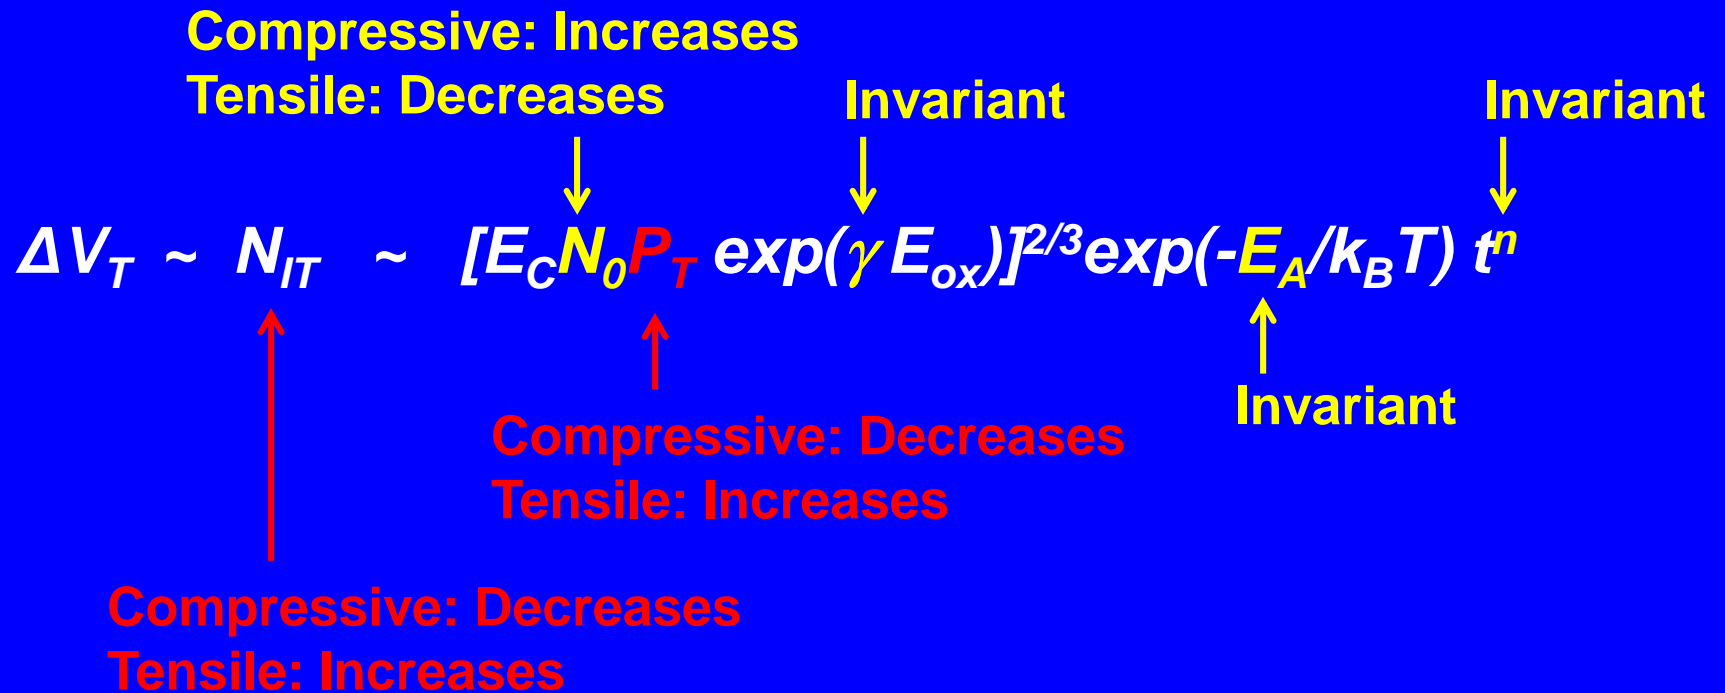 Compressive: Increases
Tensile: Decreases
Invariant
Invariant
ΔV_T ~ N_IT ~ [E_C N_0 P_T exp(γ E_ox)]^2/3 exp(-E_A/k_B T) t^n
Invariant
Compressive: Decreases
Tensile: Increases
Compressive: Decreases
Tensile: Increases